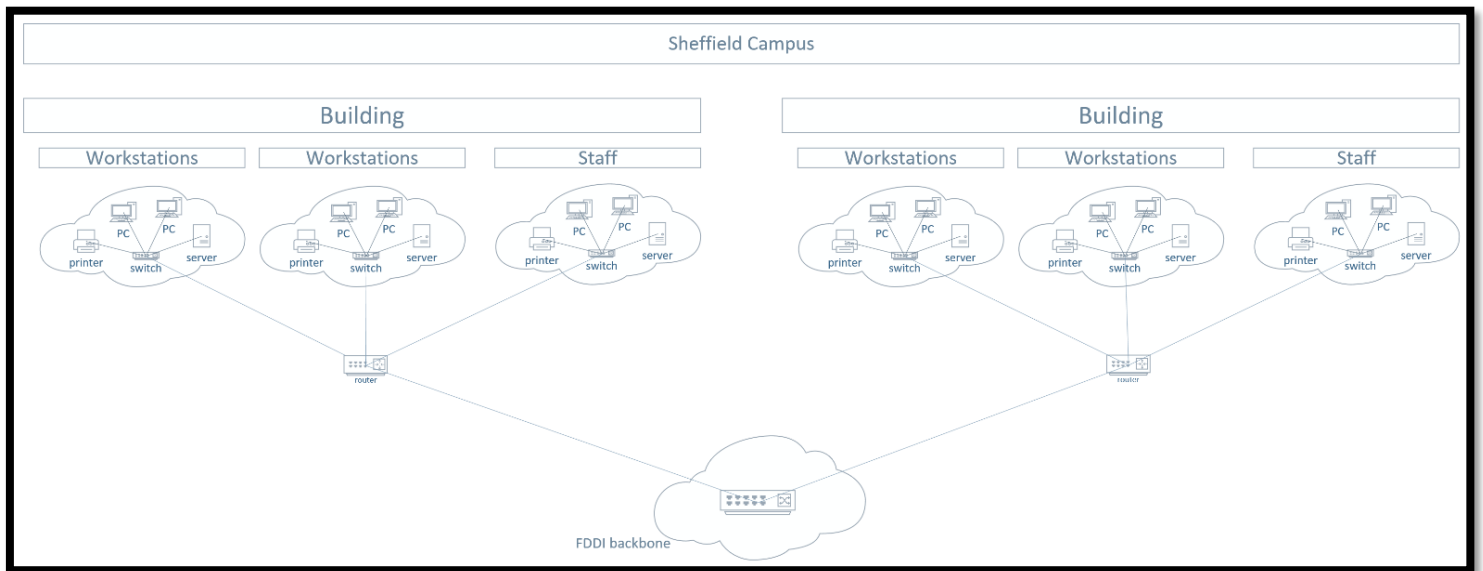 Sheffield Campus
Building
Building
Workstations
Workstations
Staff
Workstations
Workstations
Staff
PC
PC
printer
switch
server
PC
PC
printer
switch
server
PC
PC
printer
switch
server
PC
PC
printer
switch
server
PC
PC
printer
switch
server
PC
PC
printer
switch
server
router
router
FDDI backbone